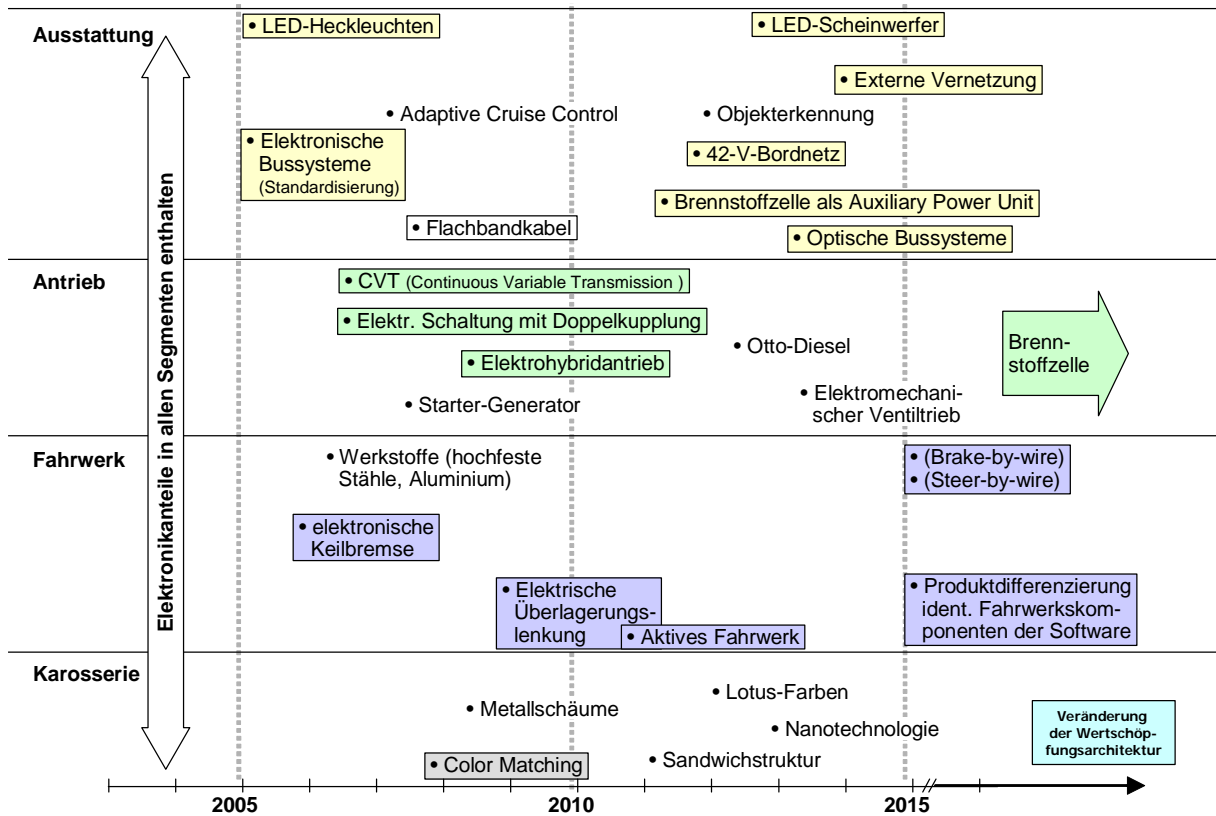 Ausstattung
• LED-Heckleuchten
• LED-Scheinwerfer
• Externe Vernetzung
• Adaptive Cruise Control
• Objekterkennung
• Elektronische
Bussysteme
(Standardisierung)
• 42-V-Bordnetz
• Brennstoffzelle als Auxiliary Power Unit
• Flachbandkabel
• Optische Bussysteme
Elektronikanteile in allen Segmenten enthalten
Antrieb
• CVT (Continuous Variable Transmission )
• Elektr. Schaltung mit Doppelkupplung
• Otto-Diesel
• Elektrohybridantrieb
• Starter-Generator
• Elektromechani-
scher Ventiltrieb
Brenn-
stoffzelle
Fahrwerk
• Werkstoffe (hochfeste
Stähle, Aluminium)
• (Brake-by-wire)
• (Steer-by-wire)
• elektronische
Keilbremse
• Elektrische
Überlagerungs-
lenkung
• Aktives Fahrwerk
• Produktdifferenzierung
ident. Fahrwerkskom-
ponenten der Software
Karosserie
• Lotus-Farben
• Metallschäume
• Nanotechnologie
• Color Matching
• Sandwichstruktur
Veränderung
der Wertschöp-
fungsarchitektur
2005
2010
2015